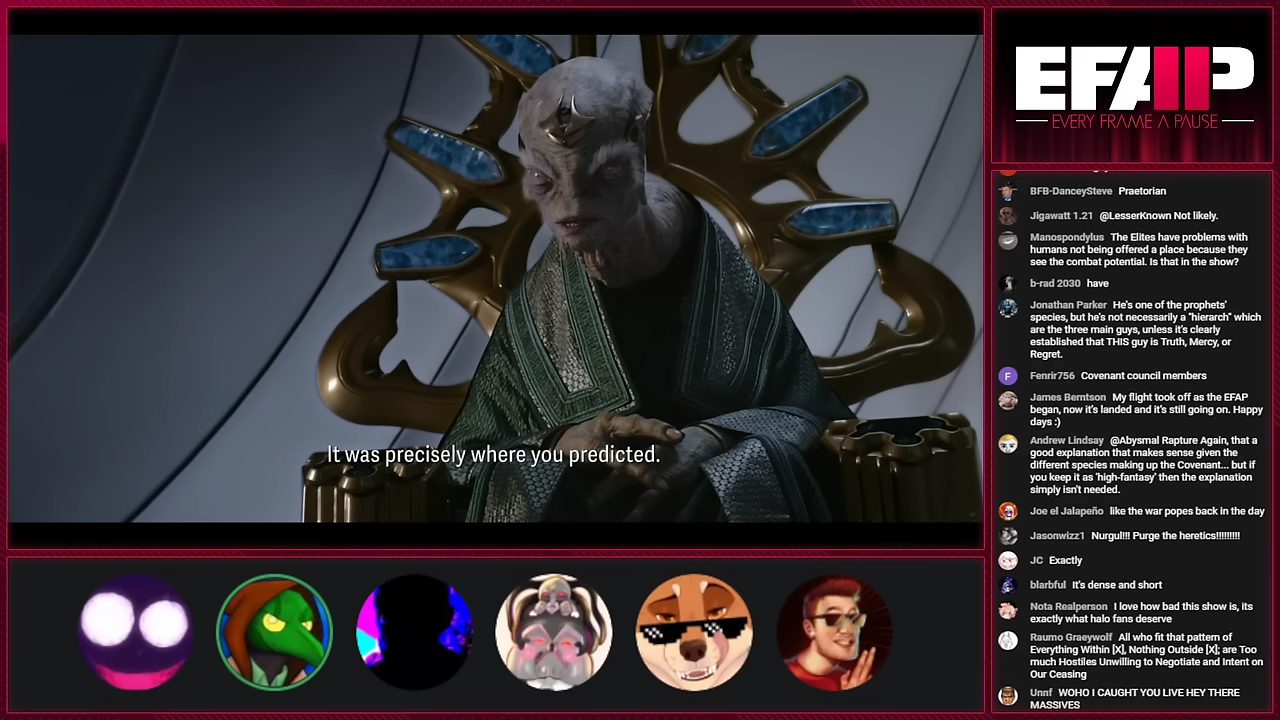 It was precisely where you predicted.
EFAP
EVERY FRAME A PAUSE
BFB-DanceySteve Praetorian
Jigawatt 1.21 @LesserKnown Not likely.
Manospondylus The Elites have problems with
humans not being offered a place because they
see the combat potential. Is that in the show?
b-rad 2030 have
Jonathan Parker He's one of the prophets'
species, but he's not necessarily a "hierarch" which
are the three main guys, unless it's clearly
established that THIS guy is Truth, Mercy, or
Regret.
F Fenrir756 Covenant council members
James Berntson My flight took off as the EFAP
began, now it's landed and it's still going on. Happy
days :)
Andrew Lindsay @Abysmal Rapture Again, that a
good explanation that makes sense given the
different species making up the Covenant... but if
you keep it as 'high-fantasy' then the explanation
simply isn't needed.
Joe el Jalapeño like the war popes back in the day
Jasonwizz1 Nurgul!!! Purge the heretics!!!!!!!!!
JC Exactly
blarbful It's dense and short
Nota Realperson I love how bad this show is, its
exactly what halo fans deserve
Raumo Graeywolf All who fit that pattern of
Everything Within [X], Nothing Outside [X]; are Too
much Hostiles Unwilling to Negotiate and Intent on
Our Ceasing
Unnf WOHO I CAUGHT YOU LIVE HEY THERE
MASSIVES